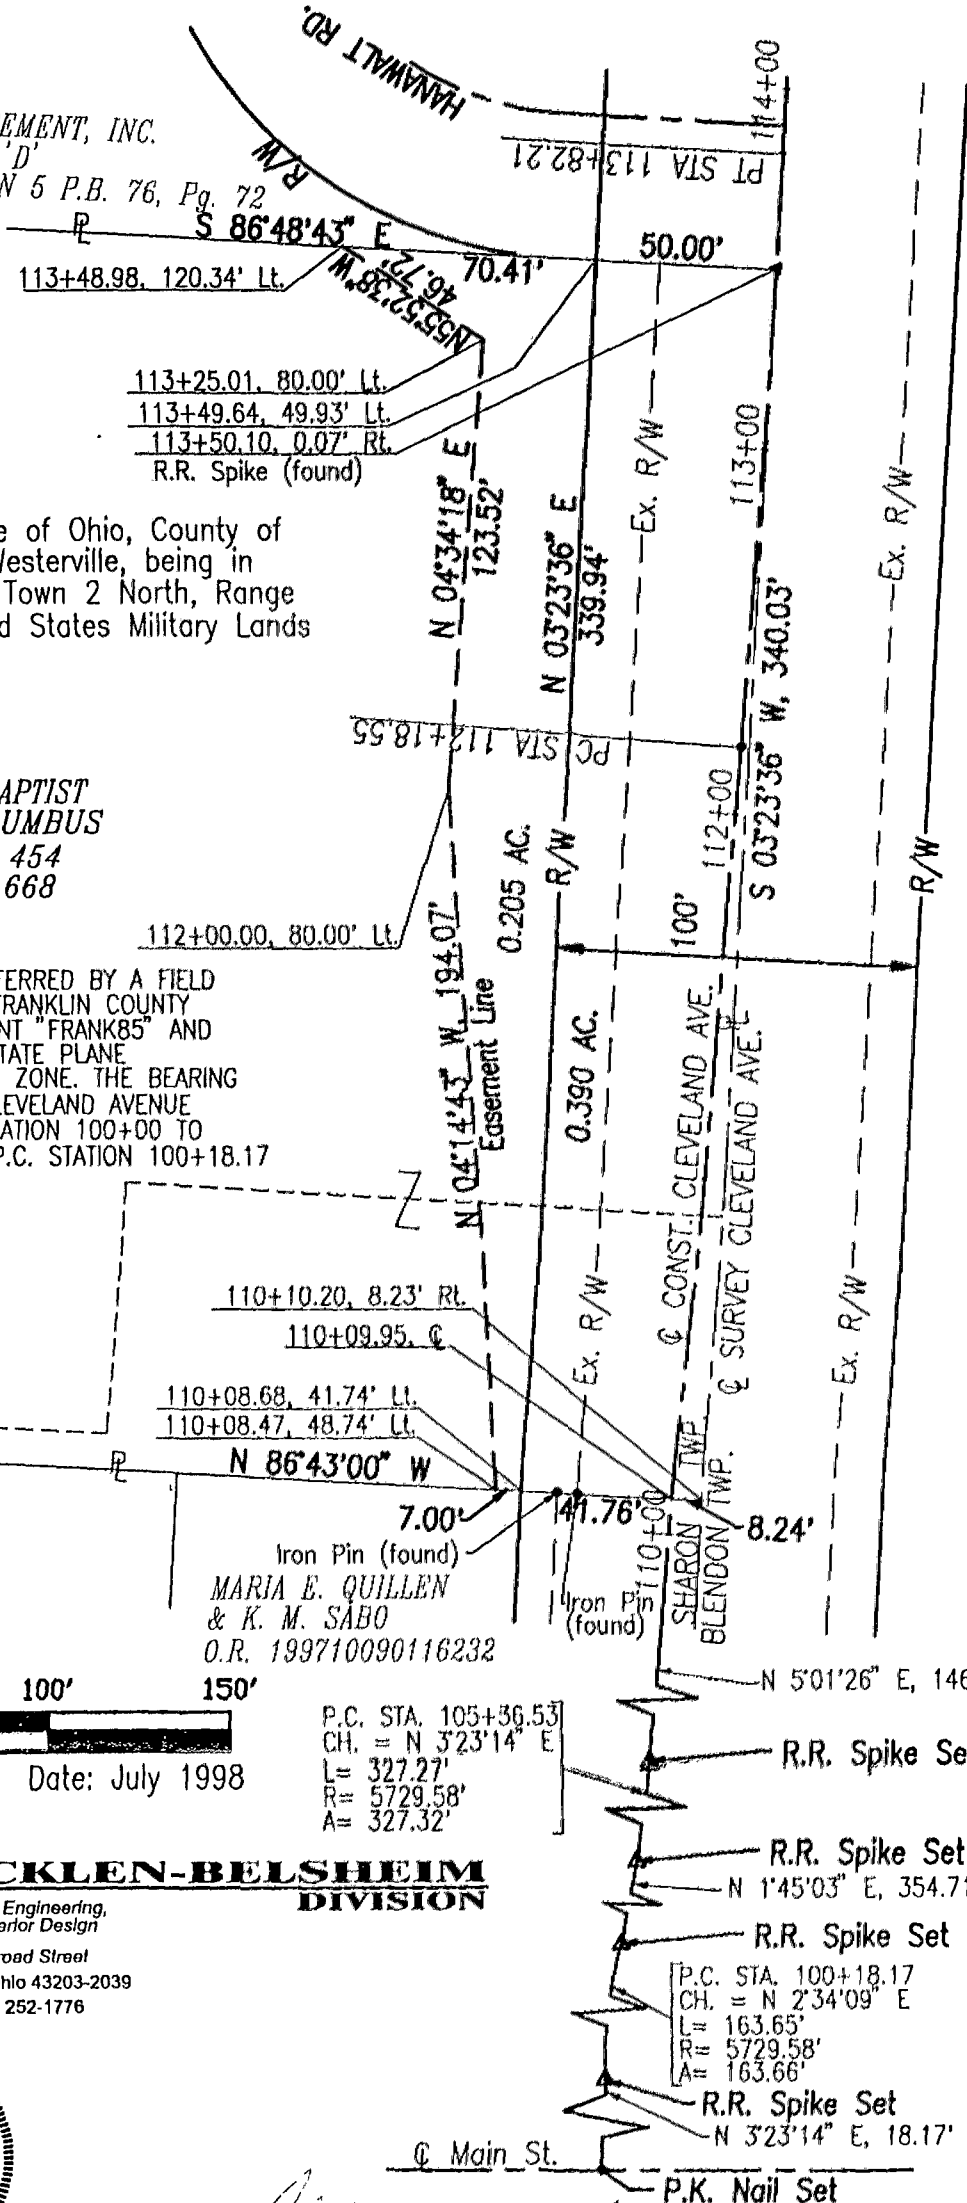 HANAWALT RD.
114+00
EMENT, INC.
'D'
N 5 P.B. 76, Pg. 72
R/W
PT STA 113+82.21
P̲L
S 86°48'43" E
70.41'
50.00'
113+48.98, 120.34' Lt.
N55°52'38" W
46.72'
113+25.01, 80.00' Lt.
113+49.64, 49.93' Lt.
113+50.10, 0.07' Rt.
R.R. Spike (found)
N 04°34'18" E
123.52'
N 03°23'36" E
339.94'
Ex. R/W
113+00
Ex. R/W
S 03°23'36" W, 340.03'
e of Ohio, County of
Westerville, being in
Town 2 North, Range
d States Military Lands
PC STA 112+18.55
112+00
APTIST
UMBUS
454
668
0.205 AC.
R/W
R/W
100'
112+00.00, 80.00' Lt.
FERRED BY A FIELD
FRANKLIN COUNTY
NT "FRANK85" AND
TATE PLANE
ZONE. THE BEARING
LEVELAND AVENUE
ATION 100+00 TO
P.C. STATION 100+18.17
N 04°14'43" W, 194.07'
Easement Line
0.390 AC.
℄ CONST. CLEVELAND AVE.
℄ SURVEY CLEVELAND AVE.
110+10.20, 8.23' Rt.
110+09.95, ℄
110+08.68, 41.74' Lt.
110+08.47, 48.74' Lt.
Ex. R/W
Ex. R/W
PL
N 86°43'00" W
7.00'
41.76'
8.24'
110+00
SHARON TWP.
BLENDON TWP.
Iron Pin (found)
Iron Pin
(found)
MARIA E. QUILLEN
& K. M. SABO
O.R. 199710090116232
N 5°01'26" E, 146
100' 150'
Date: July 1998
P.C. STA. 105+36.53
CH. = N 3°23'14" E
L= 327.27'
R= 5729.58'
A= 327.32'
R.R. Spike Se
R.R. Spike Set
N 1°45'03" E, 354.71
CKLEN-BELSHEIM
DIVISION
Engineering,
erior Design
road Street
hio 43203-2039
252-1776
R.R. Spike Set
P.C. STA. 100+18.17
CH. = N 2°34'09" E
L= 163.65'
R= 5729.58'
A= 163.66'
R.R. Spike Set
N 3°23'14" E, 18.17'
℄ Main St.
P.K. Nail Set